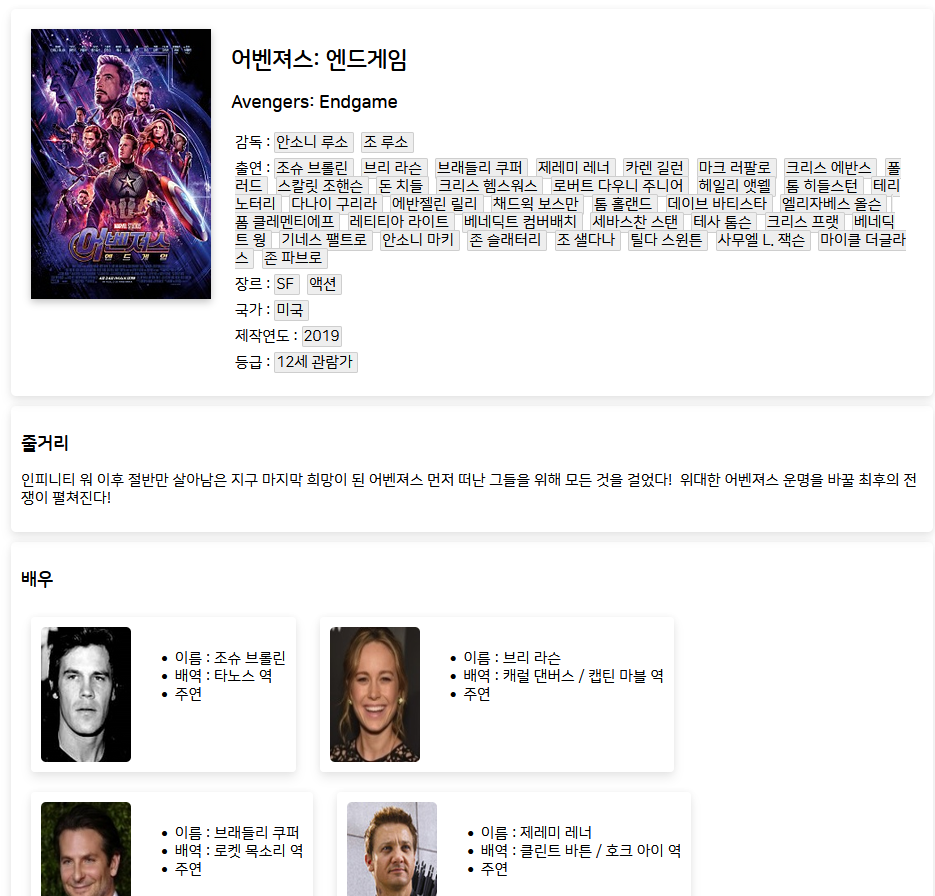 어벤져스: 엔드게임
Avengers: Endgame
MARVEL STUDIOS
어벤져스
엔드게임
감독 : 안소니 루소 조 루소
출연 : 조슈 브롤린 브리 라슨 브래들리 쿠퍼 제레미 레너 카렌 길런 마크 러팔로 크리스 에반스 폴
러드 스칼릿 조핸슨 돈 치들 크리스 헴스워스 로버트 다우니 주니어 헤일리 앳웰 톰 히들스턴 테리
노터리 다나이 구리라 에반젤린 릴리 채드윅 보스만 톰 홀랜드 데이브 바티스타 엘리자베스 올슨
폼 클레멘티에프 레티티아 라이트 베네딕트 컴버배치 세바스찬 스탠 테사 톰슨 크리스 프랫 베네딕
트 웡 기네스 팰트로 안소니 마키 존 슬래터리 조 샐다나 틸다 스윈튼 사무엘 L. 잭슨 마이클 더글라
스 존 파브로
장르 : SF 액션
국가 : 미국
제작연도 : 2019
등급 : 12세 관람가
줄거리
인피니티 워 이후 절반만 살아남은 지구 마지막 희망이 된 어벤져스 먼저 떠난 그들을 위해 모든 것을 걸었다!  위대한 어벤져스 운명을 바꿀 최후의 전
쟁이 펼쳐진다!
배우
• 이름 : 조슈 브롤린
• 배역 : 타노스 역
• 주연
• 이름 : 브리 라슨
• 배역 : 캐럴 댄버스 / 캡틴 마블 역
• 주연
• 이름 : 브래들리 쿠퍼
• 배역 : 로켓 목소리 역
• 주연
• 이름 : 제레미 레너
• 배역 : 클린트 바튼 / 호크 아이 역
• 주연